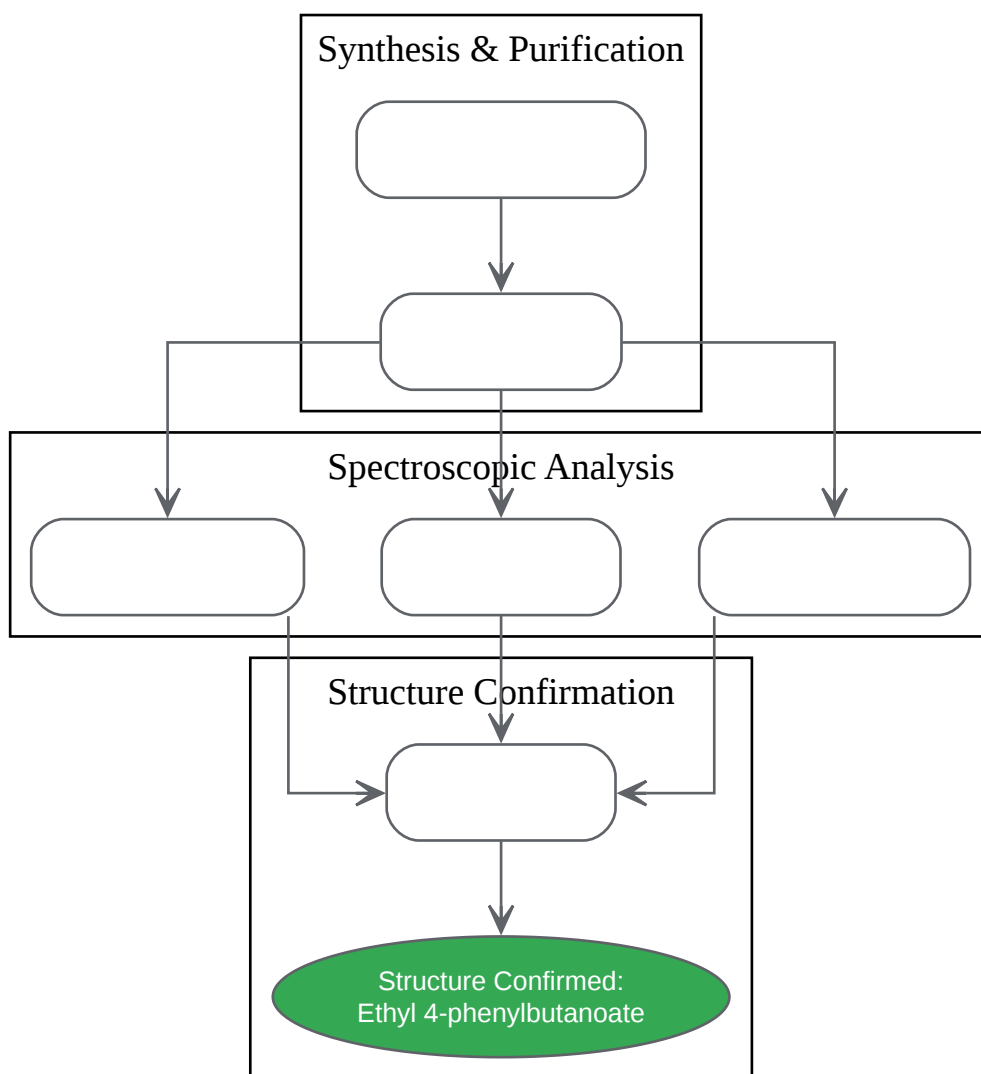 Synthesis & Purification
Spectroscopic Analysis
Structure Confirmation
Structure Confirmed:
Ethyl 4-phenylbutanoate